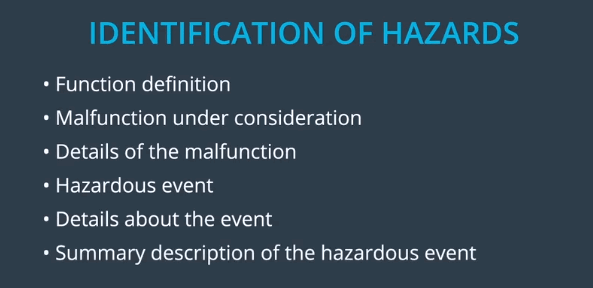 IDENTIFICATION OF HAZARDS
• Function definition
• Malfunction under consideration
• Details of the malfunction
• Hazardous event
• Details about the event
• Summary description of the hazardous event